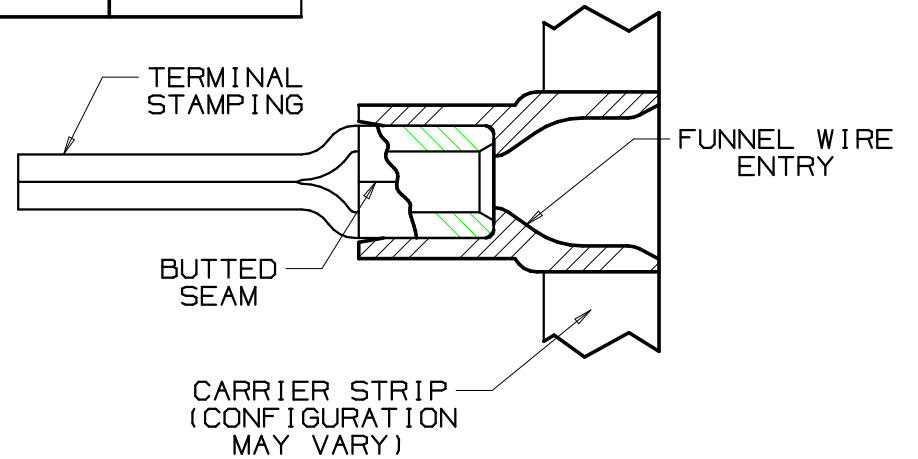 TERMINAL
STAMPING
FUNNEL WIRE
ENTRY
BUTTED
SEAM
CARRIER STRIP
(CONFIGURATION
MAY VARY)